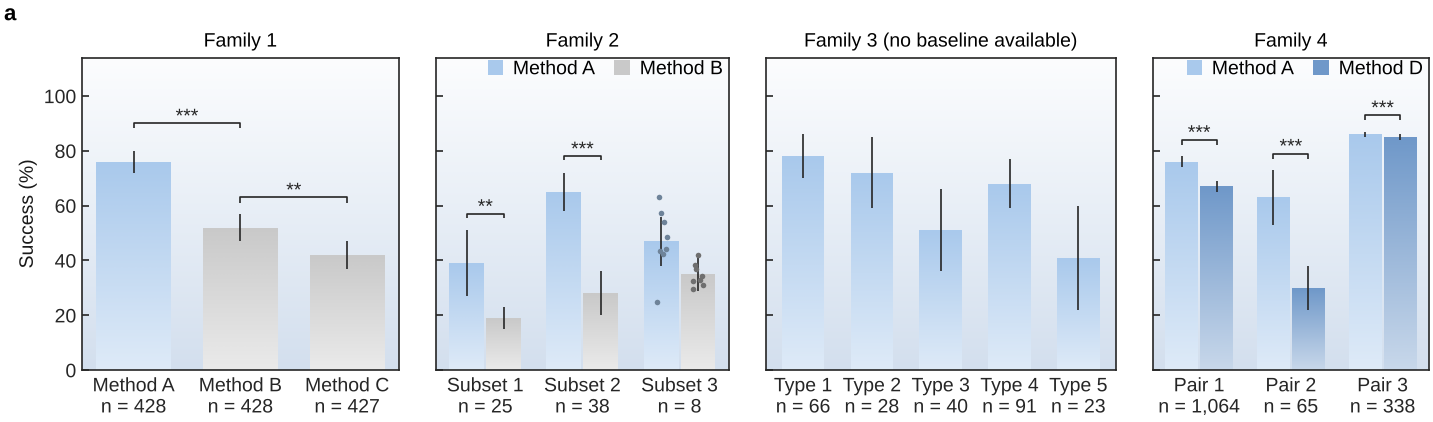 a
Family 1
Family 2
Family 3 (no baseline available)
Family 4
Method A
Method B
Method A
Method D
Success (%)
100
80
60
40
20
0
***
**
**
***
***
***
***
Method A
n = 428
Method B
n = 428
Method C
n = 427
Subset 1
n = 25
Subset 2
n = 38
Subset 3
n = 8
Type 1
n = 66
Type 2
n = 28
Type 3
n = 40
Type 4
n = 91
Type 5
n = 23
Pair 1
n = 1,064
Pair 2
n = 65
Pair 3
n = 338